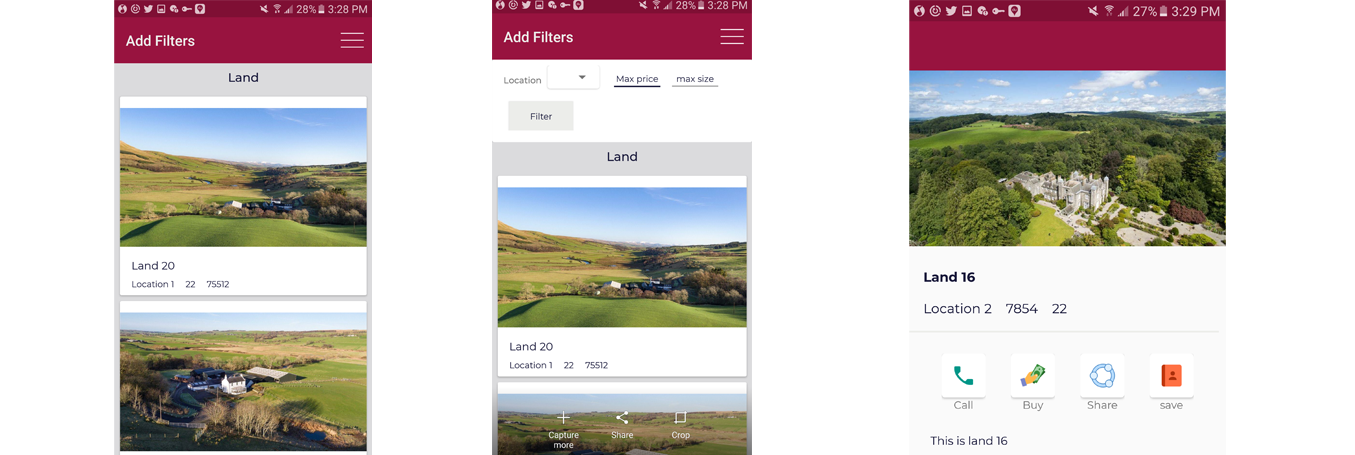 28% 3:28 PM
Add Filters
Land
Land 20
Location 1 22 75512
28% 3:28 PM
Add Filters
Location Max price max size
Filter
Land
Land 20
Location 1 22 75512
Capture
more
Share
Crop
27% 3:29 PM
Land 16
Location 2 7854 22
Call Buy Share save
This is land 16